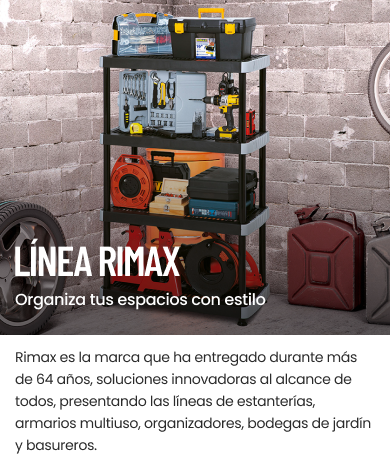 LÍNEA RIMAX
Organiza tus espacios con estilo
Rimax es la marca que ha entregado durante más
de 64 años, soluciones innovadoras al alcance de
todos, presentando las líneas de estanterías,
armarios multiuso, organizadores, bodegas de jardín
y basureros.